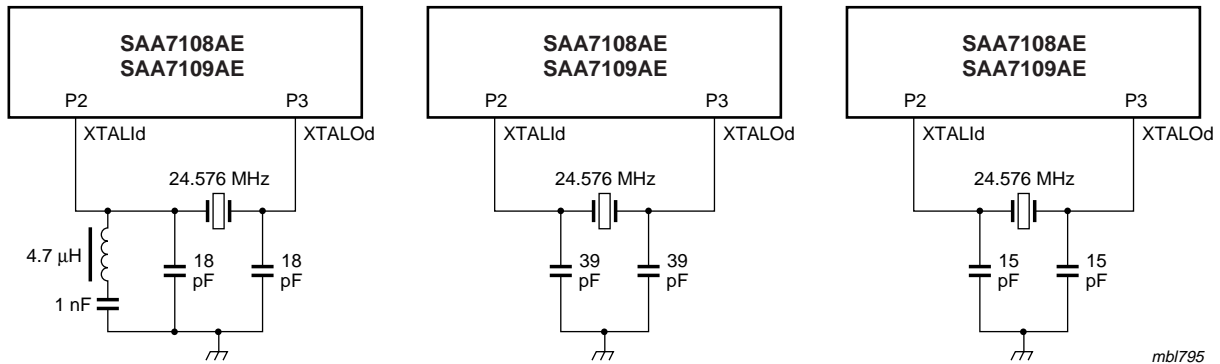 SAA7108AE
SAA7109AE
P2
P3
XTALId
XTALOd
24.576 MHz
4.7 μH
18
pF
18
pF
1 nF
SAA7108AE
SAA7109AE
P2
P3
XTALId
XTALOd
24.576 MHz
39
pF
39
pF
SAA7108AE
SAA7109AE
P2
P3
XTALId
XTALOd
24.576 MHz
15
pF
15
pF
mbl795